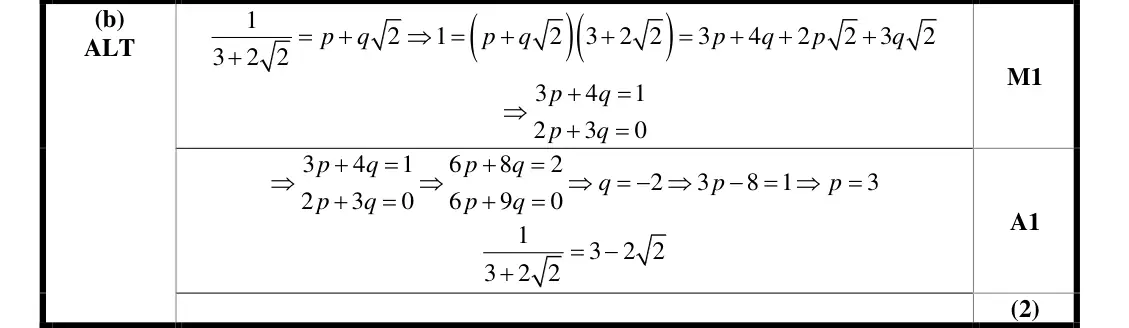 (b)
ALT
1/(3+2√2) = p+q√2 ⇒ 1 = (p+q√2)(3+2√2) = 3p+4q+2p√2+3q√2
⇒ 3p+4q=1
2p+3q=0
M1
⇒ 3p+4q=1 ⇒ 6p+8q=2 ⇒ q=−2 ⇒ 3p−8=1 ⇒ p=3
2p+3q=0 6p+9q=0
1/(3+2√2) = 3−2√2
A1
(2)